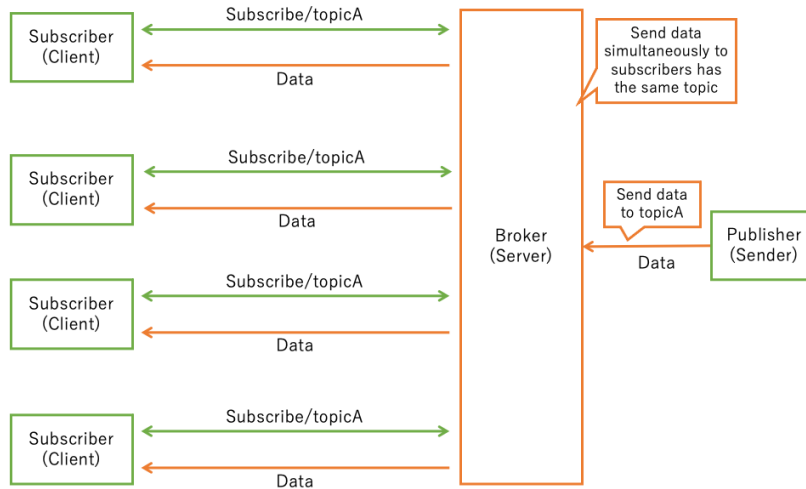 Subscribe/topicA
Subscriber
(Client)
Data
Send data
simultaneously to
subscribers has
the same topic
Subscribe/topicA
Subscriber
(Client)
Data
Send data
to topicA
Broker
(Server)
Publisher
(Sender)
Data
Subscribe/topicA
Subscriber
(Client)
Data
Subscribe/topicA
Subscriber
(Client)
Data